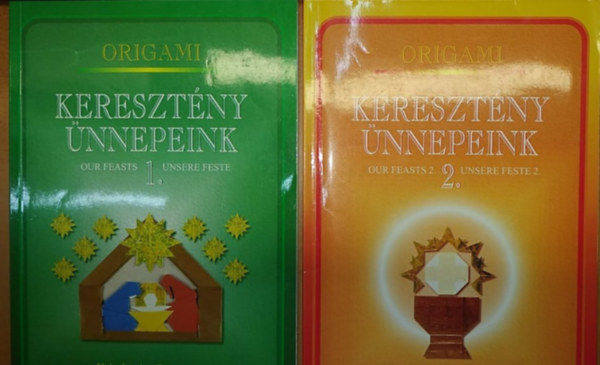 ORIGAMI
KERESZTÉNY
ÜNNEPEINK
OUR FEASTS 1. UNSERE FESTE
ORIGAMI
KERESZTÉNY
ÜNNEPEINK
OUR FEASTS 2. 2. UNSERE FESTE 2.